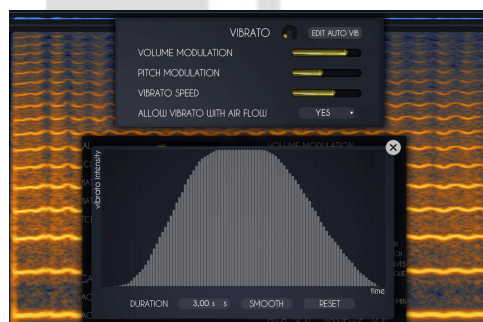 VIBRATO EDIT AUTO VIB
VOLUME MODULATION
PITCH MODULATION
VIBRATO SPEED
ALLOW VIBRATO WITH AIR FLOW YES
VOLUME MODULATION
vibrato intensity
time
DURATION 3,00 s s SMOOTH RESET